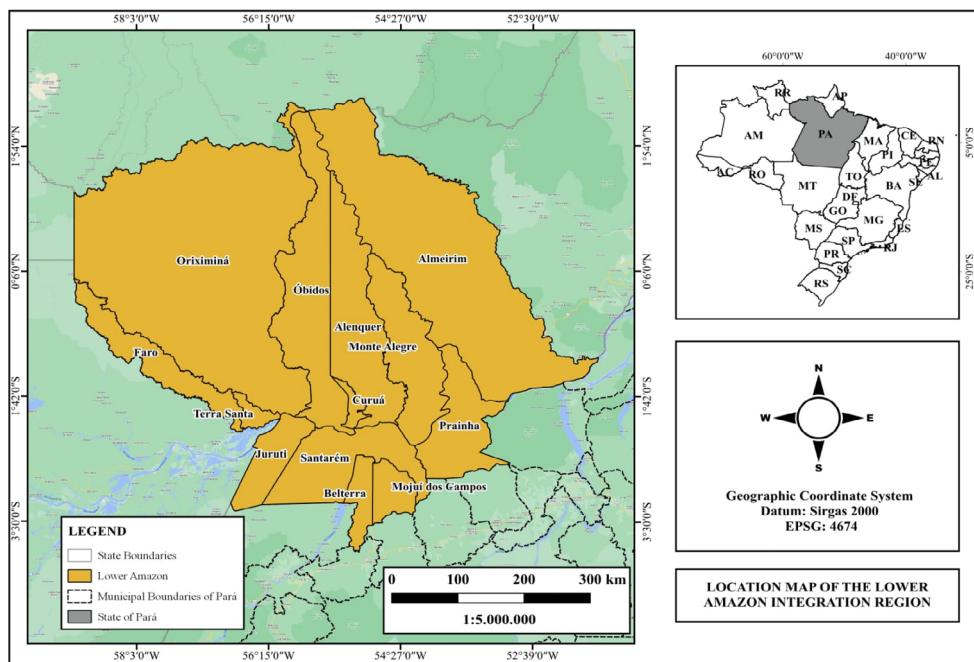 58°3'0"W 56°15'0"W 54°27'0"W 52°39'0"W
1°54'0"N 1°54'0"N
0°6'0"N 0°6'0"N
1°42'0"S 1°42'0"S
3°30'0"S 3°30'0"S
Oriximiná
Almeirim
Óbidos
Alenquer
Monte Alegre
Faro
Curuá
Terra Santa
Prainha
Juruti
Santarém
Mojuí dos Campos
Belterra
LEGEND
State Boundaries
Lower Amazon
Municipal Boundaries of Pará
State of Pará
0 100 200 300 km
1:5.000.000
58°3'0"W 56°15'0"W 54°27'0"W 52°39'0"W
60°0'0"W 40°0'0"W
5°0'0"N
25°0'0"S
RR AP
AM PA MA CE RN
PI PE
AC RO TO SE AL
MT BA
DF
GO
MG
MS ES
SP RJ
PR
SC
RS
N
W E
S
Geographic Coordinate System
Datum: Sirgas 2000
EPSG: 4674
LOCATION MAP OF THE LOWER
AMAZON INTEGRATION REGION